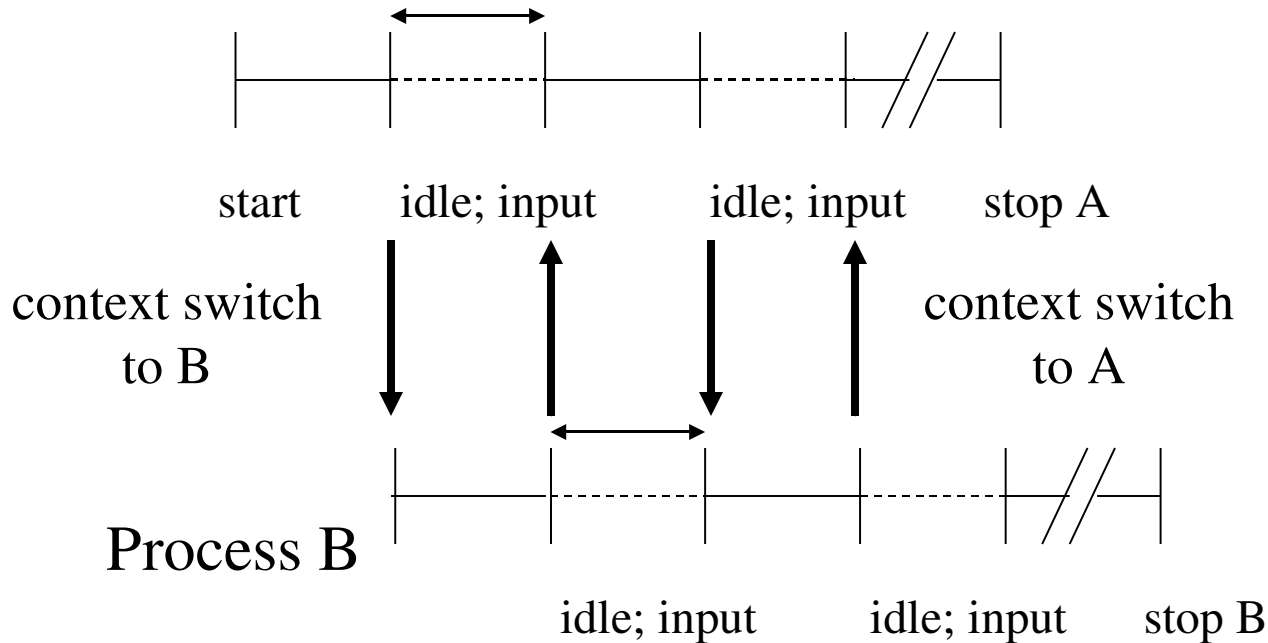 start idle; input idle; input stop A
context switch
to B
context switch
to A
Process B
idle; input idle; input stop B